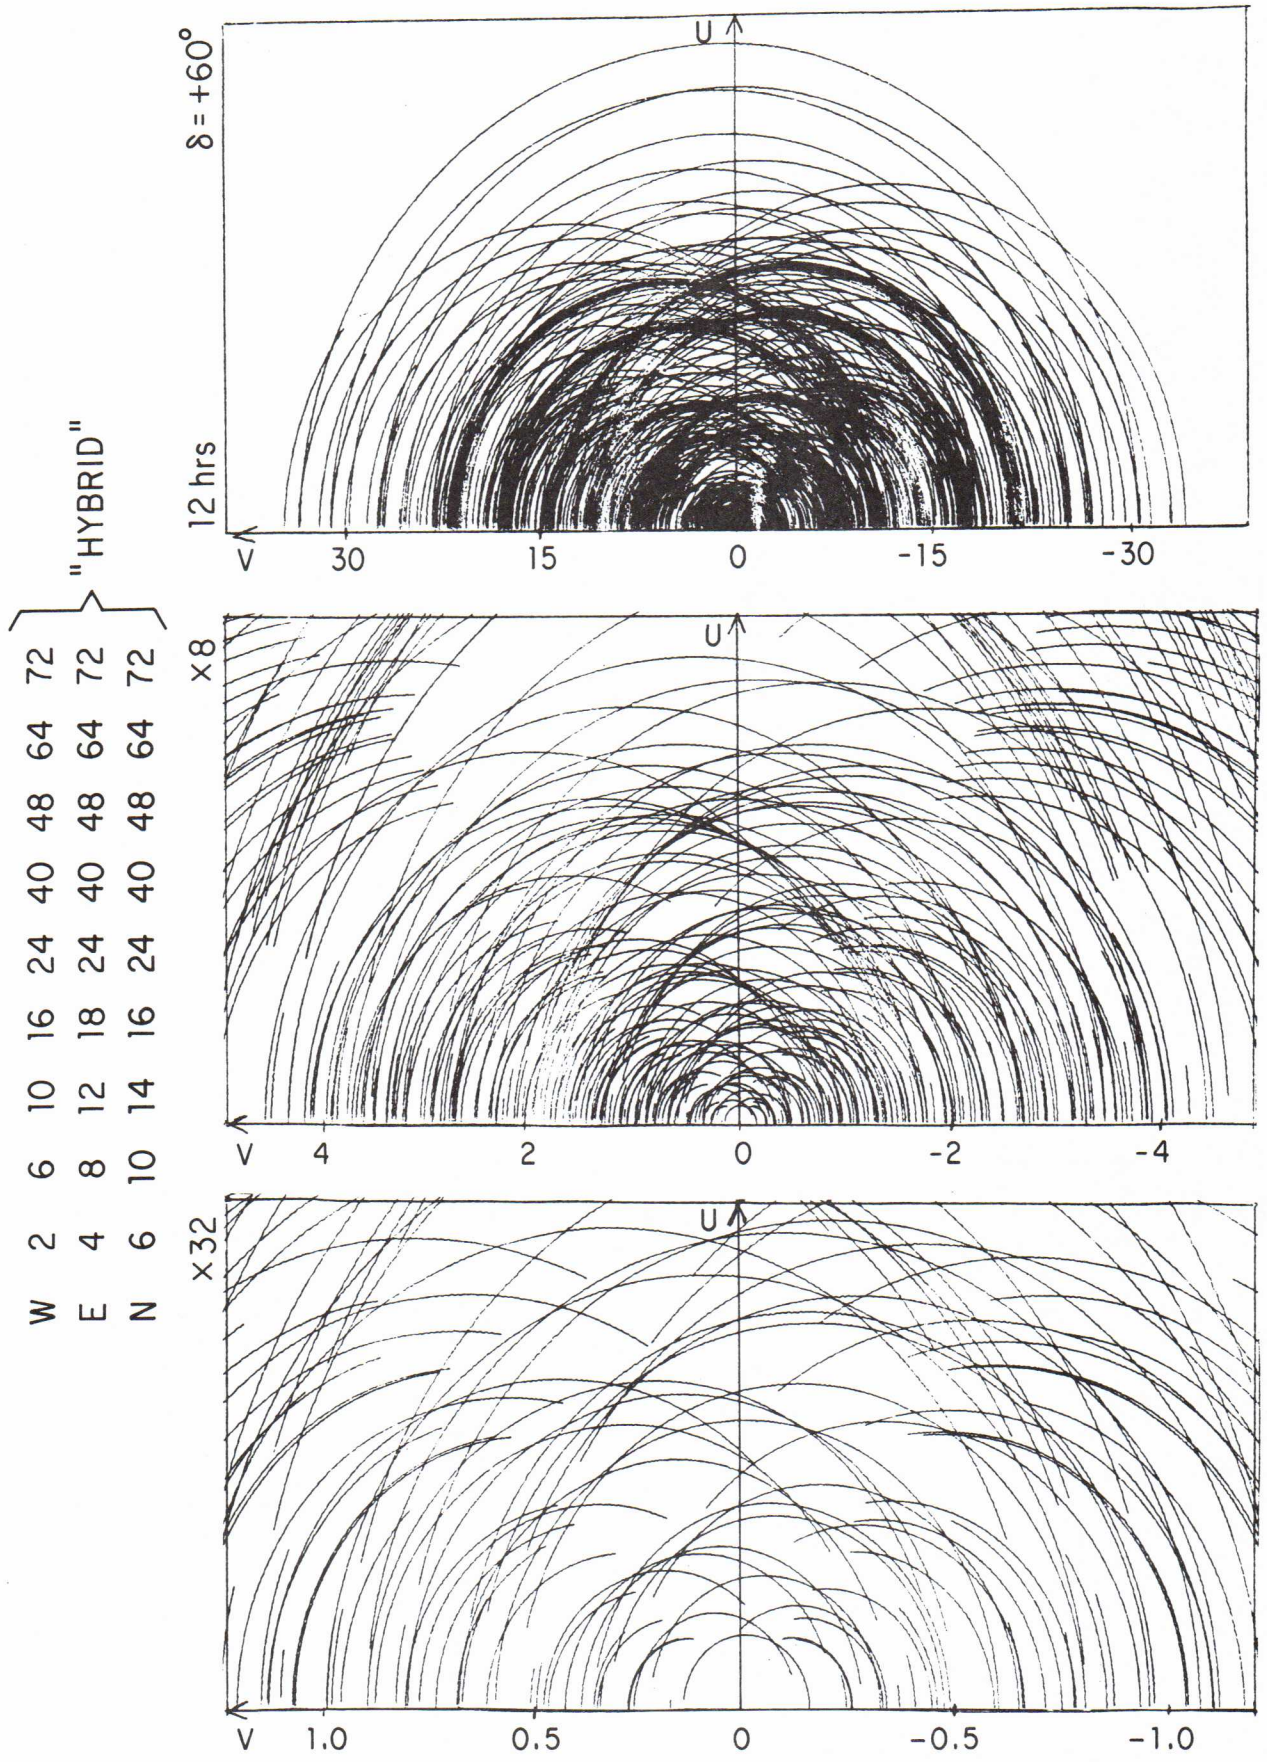 "HYBRID"
W 2 6 10 16 24 40 48 64 72
E 4 8 12 18 24 40 48 64 72
N 6 10 14 16 24 40 48 64 72
δ = +60°
12 hrs
U
V 30 15 0 -15 -30
×8
U
V 4 2 0 -2 -4
×32
U
V 1.0 0.5 0 -0.5 -1.0